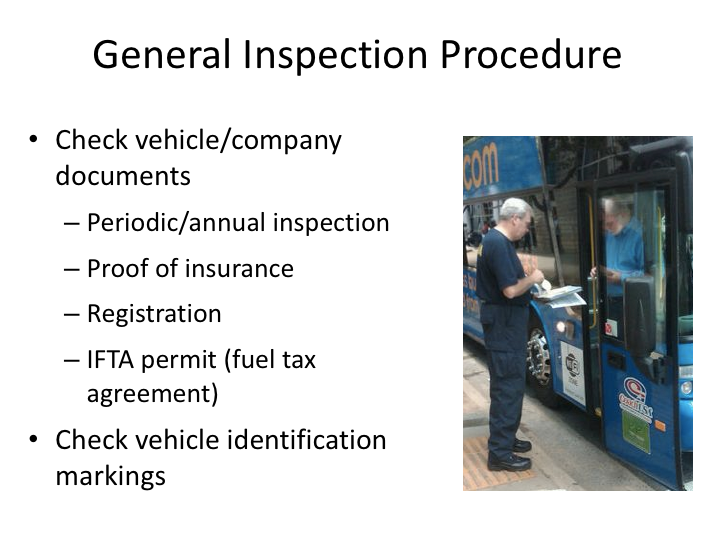 General Inspection Procedure
• Check vehicle/company
documents
– Periodic/annual inspection
– Proof of insurance
– Registration
– IFTA permit (fuel tax
agreement)
• Check vehicle identification
markings
com